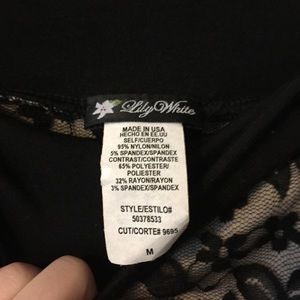 Lily White
MADE IN USA
HECHO EN EE.UU
SELF/CUERPO
95% NYLON/NILON
5% SPANDEX/SPANDEX
CONTRAST/CONTRASTE
65% POLYESTER/
POLIESTER
32% RAYON/RAYON
3% SPANDEX/SPANDEX
STYLE/ESTILO#
50378533
CUT/CORTE# 9695
M